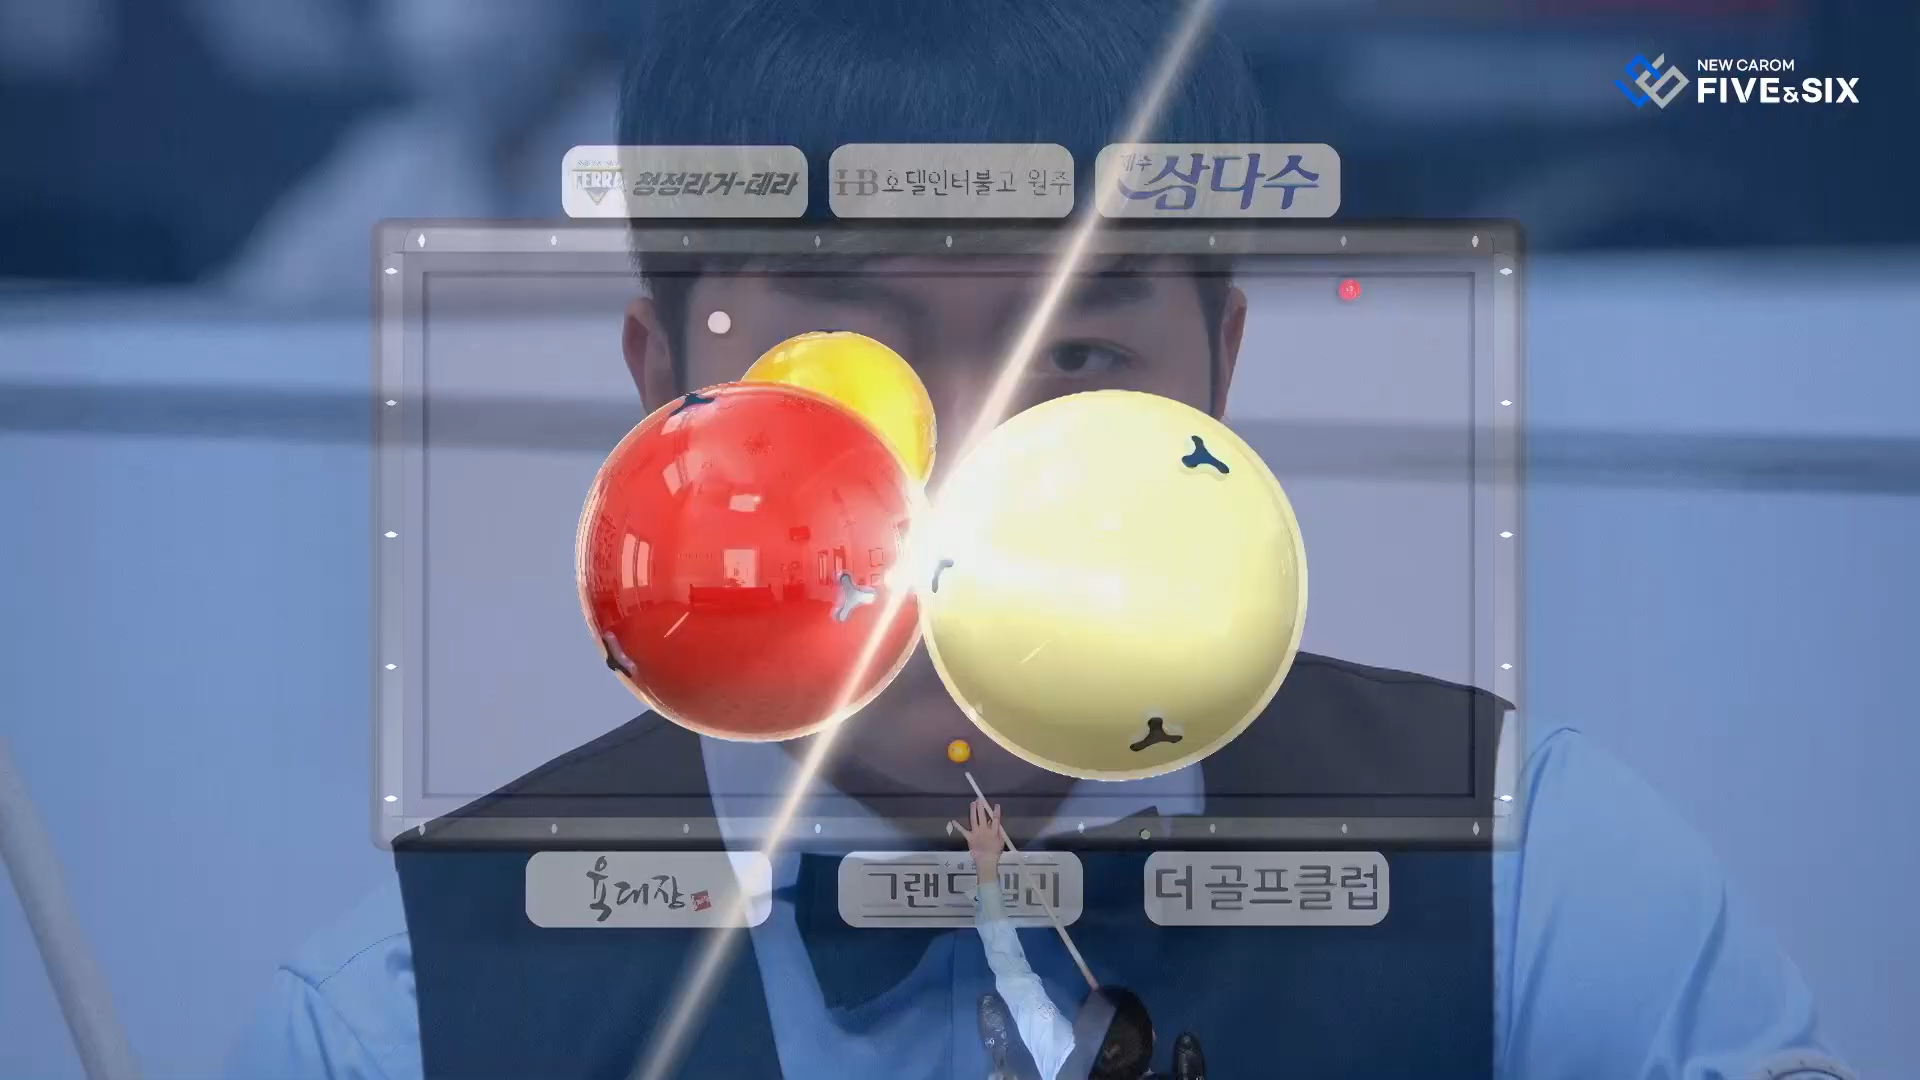 NEW CAROM
FIVE&SIX
TERRA 청정라거-테라
HB 호텔인터불고 원주
제주 삼다수
육대장
더골프클럽